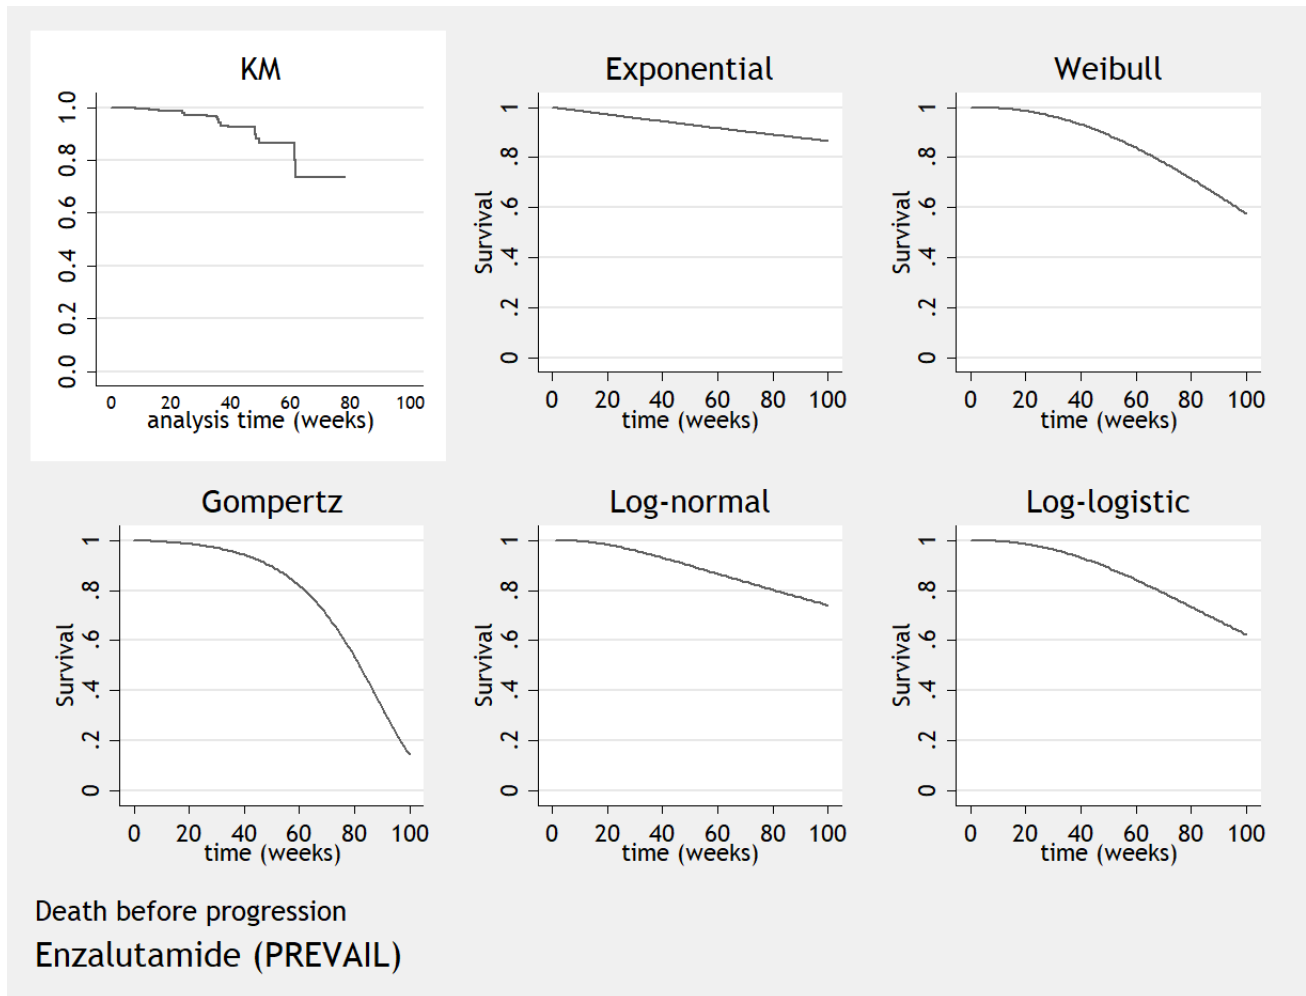 KM
1.0
0.8
0.6
0.4
0.2
0.0
0 20 40 60 80 100
analysis time (weeks)
Exponential
Survival
1
.8
.6
.4
.2
0
0 20 40 60 80 100
time (weeks)
Weibull
Survival
1
.8
.6
.4
.2
0
0 20 40 60 80 100
time (weeks)
Gompertz
Survival
1
.8
.6
.4
.2
0
0 20 40 60 80 100
time (weeks)
Log-normal
Survival
1
.8
.6
.4
.2
0
0 20 40 60 80 100
time (weeks)
Log-logistic
Survival
1
.8
.6
.4
.2
0
0 20 40 60 80 100
time (weeks)
Death before progression
Enzalutamide (PREVAIL)